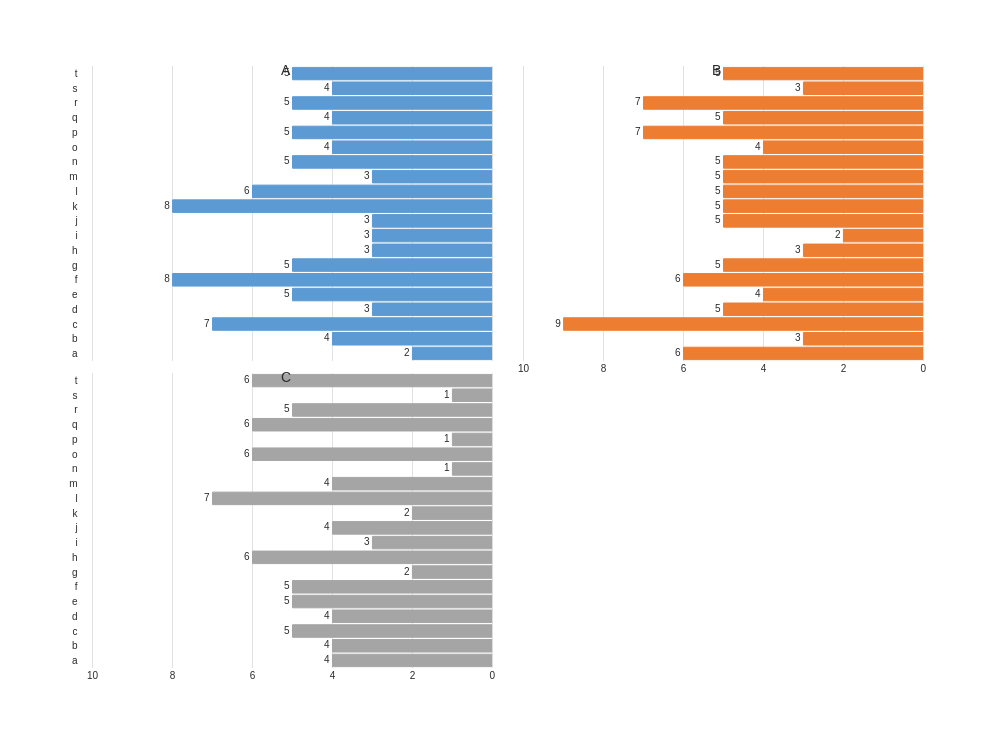 A B
t 5 5
s 4 3
r 5 7
q 4 5
p 5 7
o 4 4
n 5 5
m 3 5
l 6 5
k 8 5
j 3 5
i 3 2
h 3 3
g 5 5
f 8 6
e 5 4
d 3 5
c 7 9
b 4 3
a 2 6
10 8 6 4 2 0
C
t 6
s 1
r 5
q 6
p 1
o 6
n 1
m 4
l 7
k 2
j 4
i 3
h 6
g 2
f 5
e 5
d 4
c 5
b 4
a 4
10 8 6 4 2 0